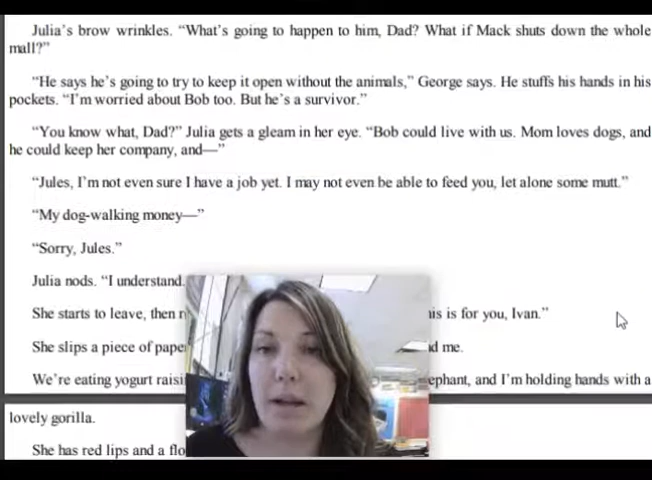 Julia's brow wrinkles. “What's going to happen to him, Dad? What if Mack shuts down the whole
mall?”
“He says he's going to try to keep it open without the animals,” George says. He stuffs his hands in his
pockets. “I'm worried about Bob too. But he's a survivor.”
“You know what, Dad?” Julia gets a gleam in her eye. “Bob could live with us. Mom loves dogs, and
he could keep her company, and—”
“Jules, I'm not even sure I have a job yet. I may not even be able to feed you, let alone some mutt.”
“My dog-walking money—”
“Sorry, Jules.”
Julia nods. “I understand.
She starts to leave, then is is for you, Ivan.”
She slips a piece of me.
We're eating yogurt and I'm holding hands with a
lovely gorilla.
She has red lips and a